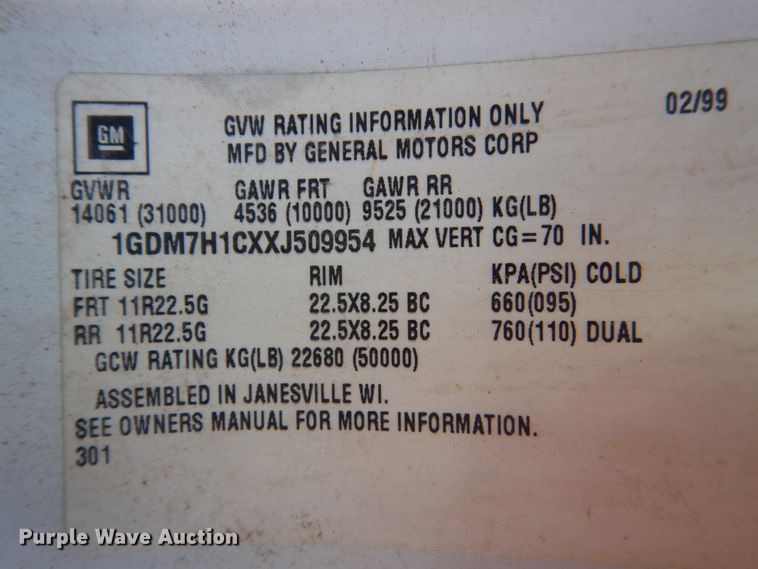 GM
GVW RATING INFORMATION ONLY 02/99
MFD BY GENERAL MOTORS CORP
GVWR GAWR FRT GAWR RR
14061 (31000) 4536 (10000) 9525 (21000) KG(LB)
1GDM7H1CXXJ509954 MAX VERT CG=70 IN.
TIRE SIZE RIM KPA(PSI) COLD
FRT 11R22.5G 22.5X8.25 BC 660(095)
RR 11R22.5G 22.5X8.25 BC 760(110) DUAL
GCW RATING KG(LB) 22680 (50000)
ASSEMBLED IN JANESVILLE WI.
SEE OWNERS MANUAL FOR MORE INFORMATION.
301
Purple Wave Auction